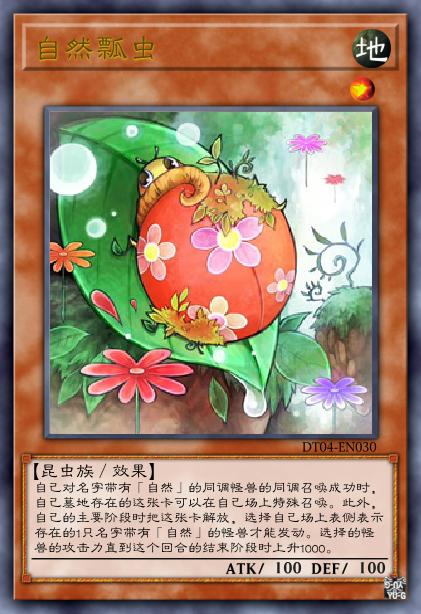 自然瓢虫
地
DT04-EN030
【昆虫族／效果】
自己对名字带有「自然」的同调怪兽的同调召唤成功时，
自己墓地存在的这张卡可以在自己场上特殊召唤。此外，
自己的主要阶段时把这张卡解放，选择自己场上表侧表示
存在的1只名字带有「自然」的怪兽才能发动。选择的怪
兽的攻击力直到这个回合的结束阶段时上升1000。
ATK/ 100 DEF/ 100